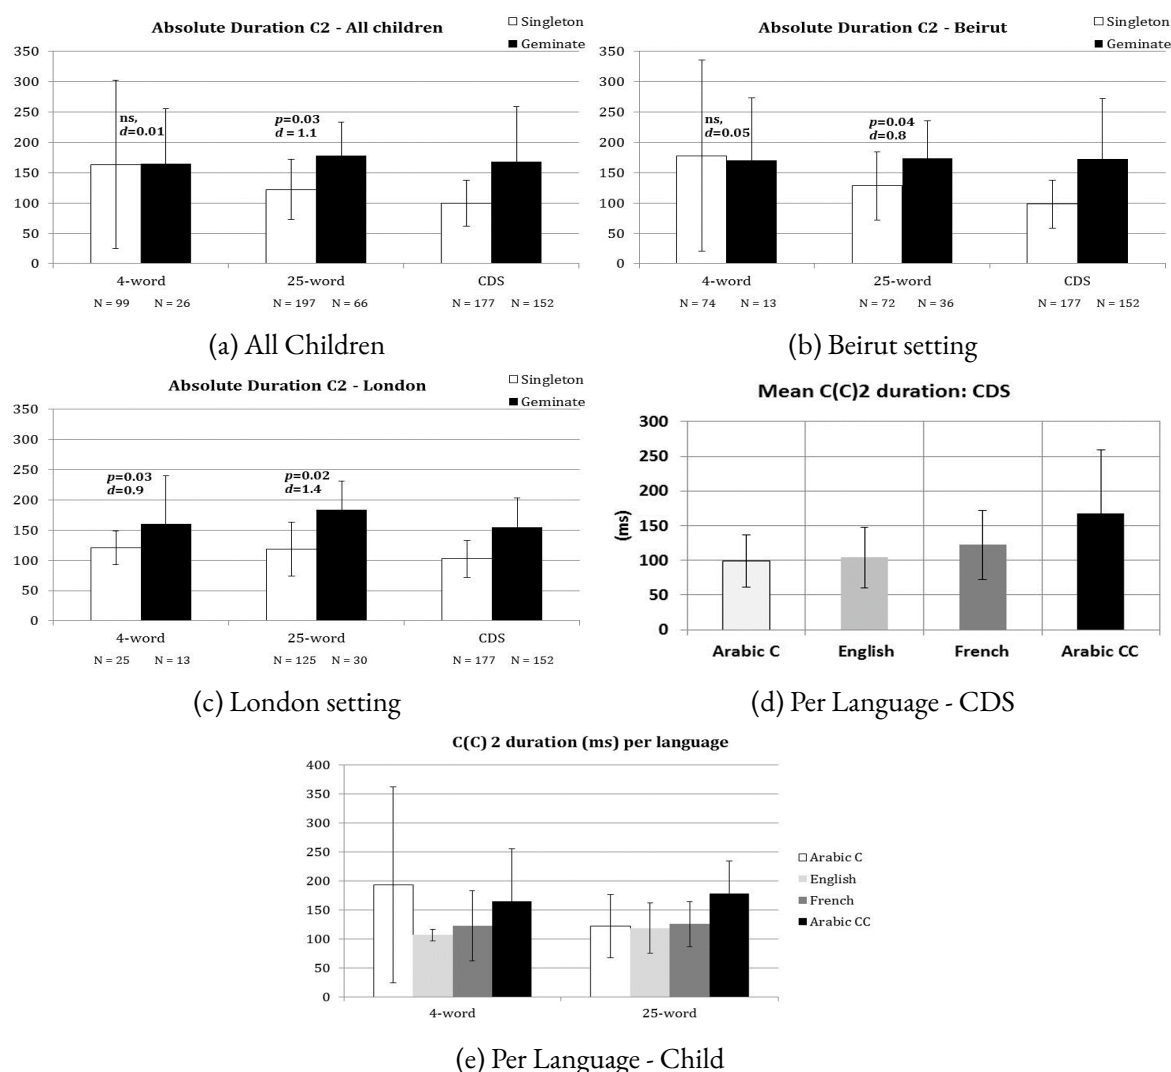 Absolute Duration C2 - All children
Singleton
Geminate
350
300
250
200
150
100
50
0
ns,
d=0.01
p=0.03
d = 1.1
4-word 25-word CDS
N = 99 N = 26 N = 197 N = 66 N = 177 N = 152
(a) All Children
Absolute Duration C2 - Beirut
Singleton
Geminate
350
300
250
200
150
100
50
0
ns,
d=0.05
p=0.04
d=0.8
4-word 25-word CDS
N = 74 N = 13 N = 72 N = 36 N = 177 N = 152
(b) Beirut setting
Absolute Duration C2 - London
Singleton
Geminate
350
300
250
200
150
100
50
0
p=0.03
d=0.9
p=0.02
d=1.4
4-word 25-word CDS
N = 25 N = 13 N = 125 N = 30 N = 177 N = 152
(c) London setting
Mean C(C)2 duration: CDS
(ms)
300
250
200
150
100
50
0
Arabic C English French Arabic CC
(d) Per Language - CDS
C(C) 2 duration (ms) per language
400
350
300
250
200
150
100
50
0
4-word 25-word
Arabic C
English
French
Arabic CC
(e) Per Language - Child